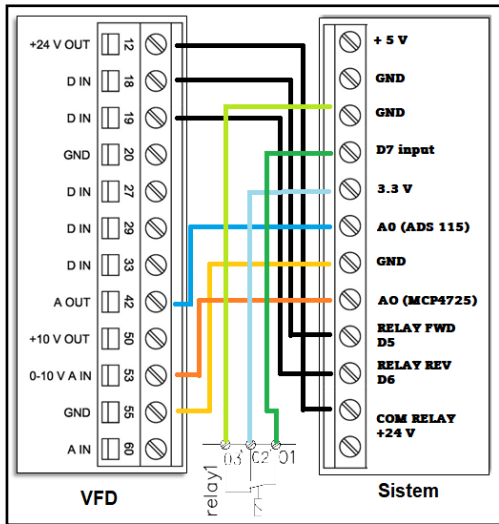 +24 V OUT 12
D IN 18
D IN 19
GND 20
D IN 27
D IN 29
D IN 33
A OUT 42
+10 V OUT 50
0-10 V A IN 53
GND 55
A IN 60
VFD
+ 5 V
GND
GND
D7 input
3.3 V
A0 (ADS 115)
GND
AO (MCP4725)
RELAY FWD
D5
RELAY REV
D6
COM RELAY
+24 V
Sistem
relay1
03 02 01